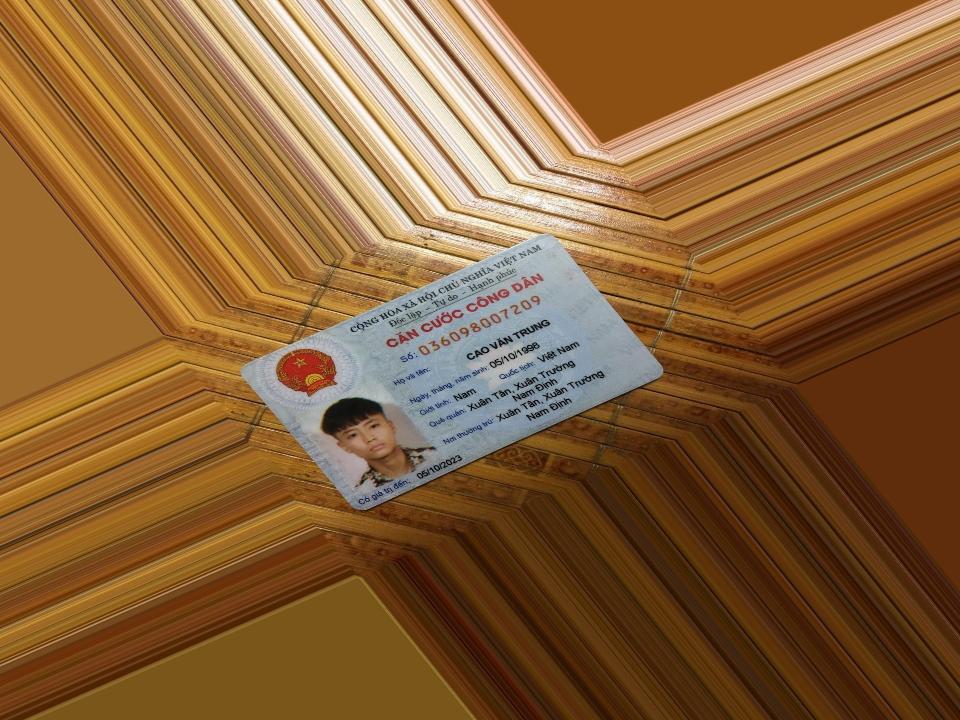 CỘNG HÒA XÃ HỘI CHỦ NGHĨA VIỆT NAM
Độc lập - Tự do - Hạnh phúc
CĂN CƯỚC CÔNG DÂN
Số: 036098007209
Họ và tên: CAO VĂN TRUNG
Ngày, tháng, năm sinh: 05/10/1998
Giới tính: Nam Quốc tịch: Việt Nam
Quê quán: Xuân Tân, Xuân Trường
Nam Định
Nơi thường trú: Xuân Tân, Xuân Trường
Nam Định
Có giá trị đến: 05/10/2023